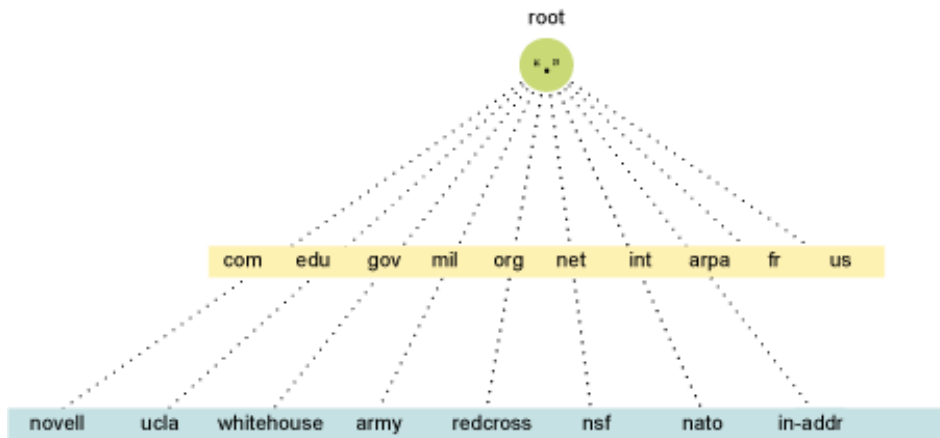 root
“.”
com edu gov mil org net int arpa fr us
novell ucla whitehouse army redcross nsf nato in-addr